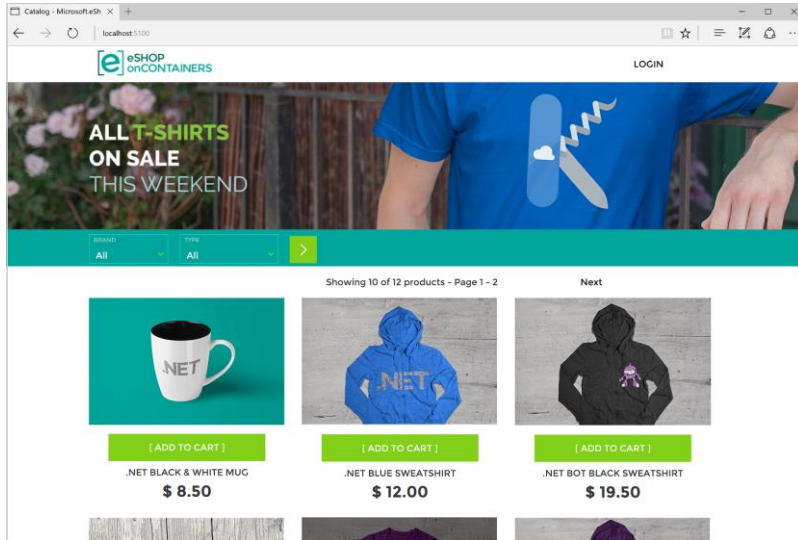 Catalog - Microsoft.eSh
localhost:5100
eSHOP
onCONTAINERS
LOGIN
ALL T-SHIRTS
ON SALE
THIS WEEKEND
BRAND
All
TYPE
All
Showing 10 of 12 products - Page 1 - 2
Next
.NET
.NET
[ ADD TO CART ]
[ ADD TO CART ]
[ ADD TO CART ]
.NET BLACK & WHITE MUG
.NET BLUE SWEATSHIRT
.NET BOT BLACK SWEATSHIRT
$ 8.50
$ 12.00
$ 19.50